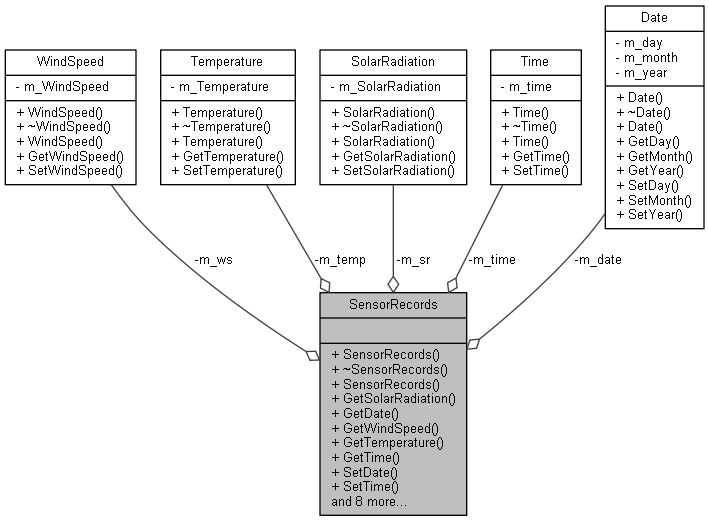 WindSpeed
- m_WindSpeed
+ WindSpeed()
+ ~WindSpeed()
+ WindSpeed()
+ GetWindSpeed()
+ SetWindSpeed()
Temperature
- m_Temperature
+ Temperature()
+ ~Temperature()
+ Temperature()
+ GetTemperature()
+ SetTemperature()
SolarRadiation
- m_SolarRadiation
+ SolarRadiation()
+ ~SolarRadiation()
+ SolarRadiation()
+ GetSolarRadiation()
+ SetSolarRadiation()
Time
- m_time
+ Time()
+ ~Time()
+ Time()
+ GetTime()
+ SetTime()
Date
- m_day
- m_month
- m_year
+ Date()
+ ~Date()
+ Date()
+ GetDay()
+ GetMonth()
+ GetYear()
+ SetDay()
+ SetMonth()
+ SetYear()
-m_ws
-m_temp
-m_sr
-m_time
-m_date
SensorRecords
+ SensorRecords()
+ ~SensorRecords()
+ SensorRecords()
+ GetSolarRadiation()
+ GetDate()
+ GetWindSpeed()
+ GetTemperature()
+ GetTime()
+ SetDate()
+ SetTime()
and 8 more...